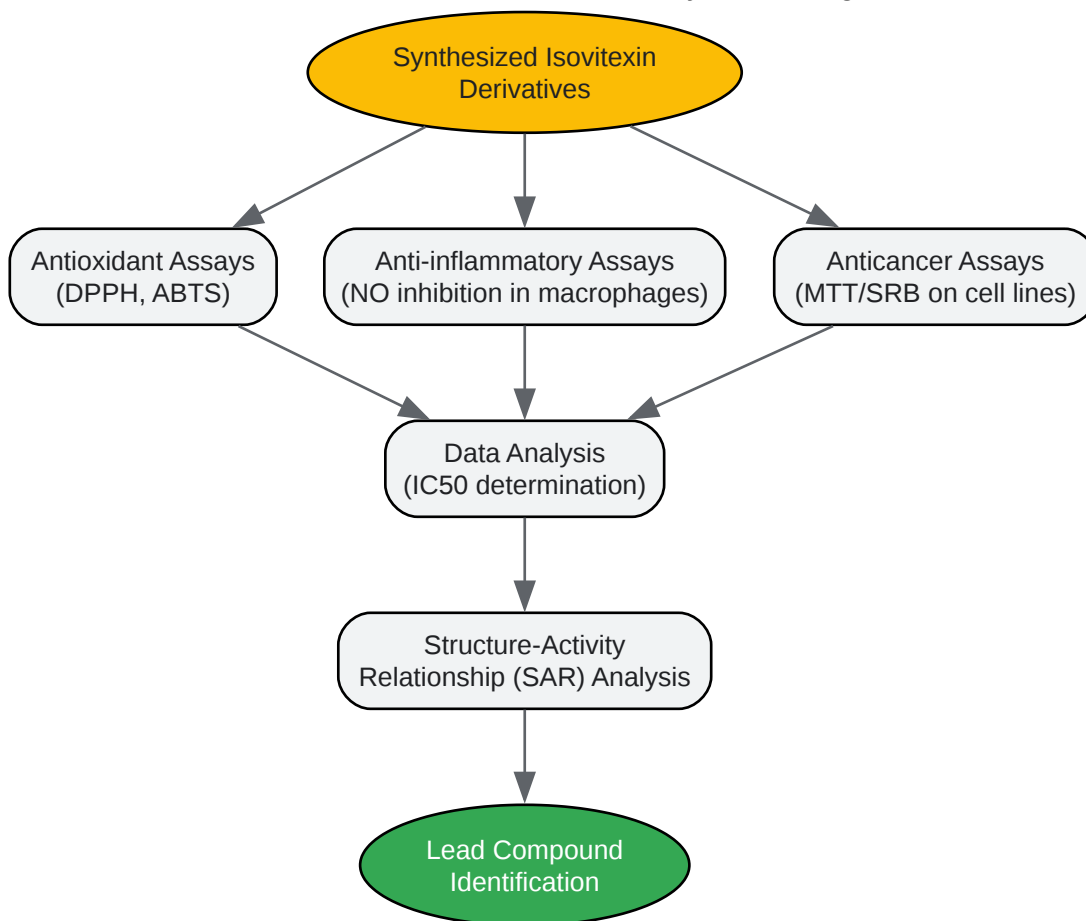 Synthesized Isovitexin
Derivatives
Antioxidant Assays
(DPPH, ABTS)
Anti-inflammatory Assays
(NO inhibition in macrophages)
Anticancer Assays
(MTT/SRB on cell lines)
Data Analysis
(IC50 determination)
Structure-Activity
Relationship (SAR) Analysis
Lead Compound
Identification